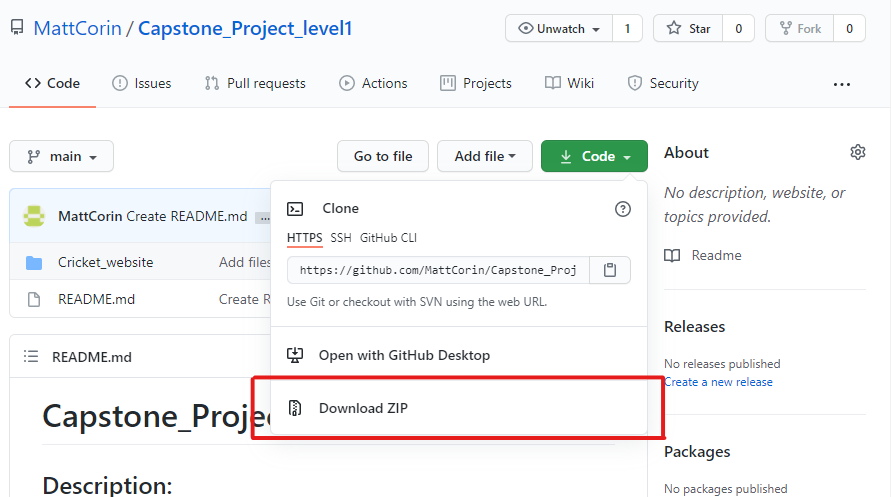 MattCorin / Capstone_Project_level1
Unwatch 1 Star 0 Fork 0
Code Issues Pull requests Actions Projects Wiki Security ...
main Go to file Add file Code
MattCorin Create README.md ...
Cricket_website Add files
README.md Create R
Clone
HTTPS SSH GitHub CLI
https://github.com/MattCorin/Capstone_Proj
Use Git or checkout with SVN using the web URL.
Open with GitHub Desktop
Download ZIP
README.md
Capstone_Projec
Description:
About
No description, website, or
topics provided.
Readme
Releases
No releases published
Create a new release
Packages
No packages published